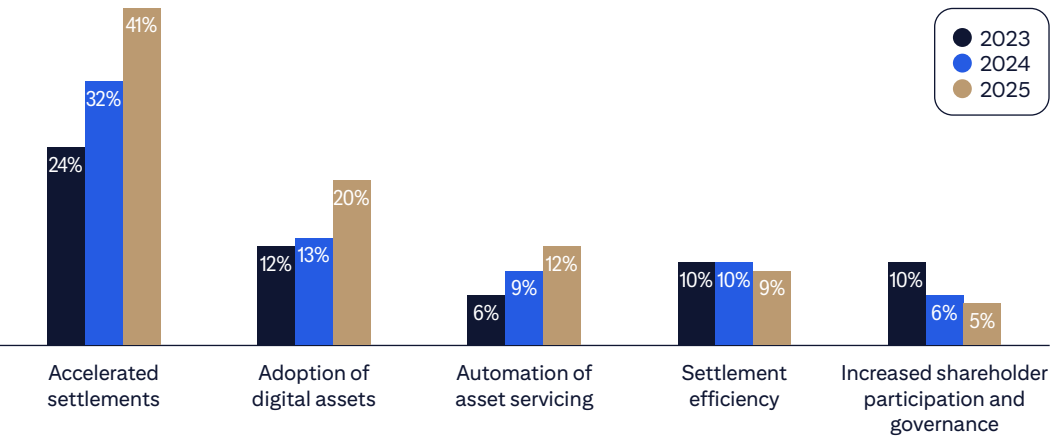 41%
2023
2024
2025
32%
24%
20%
12% 13%
12%
9%
6%
10% 10% 9%
10%
6% 5%
Accelerated
settlements
Adoption of
digital assets
Automation of
asset servicing
Settlement
efficiency
Increased shareholder
participation and
governance